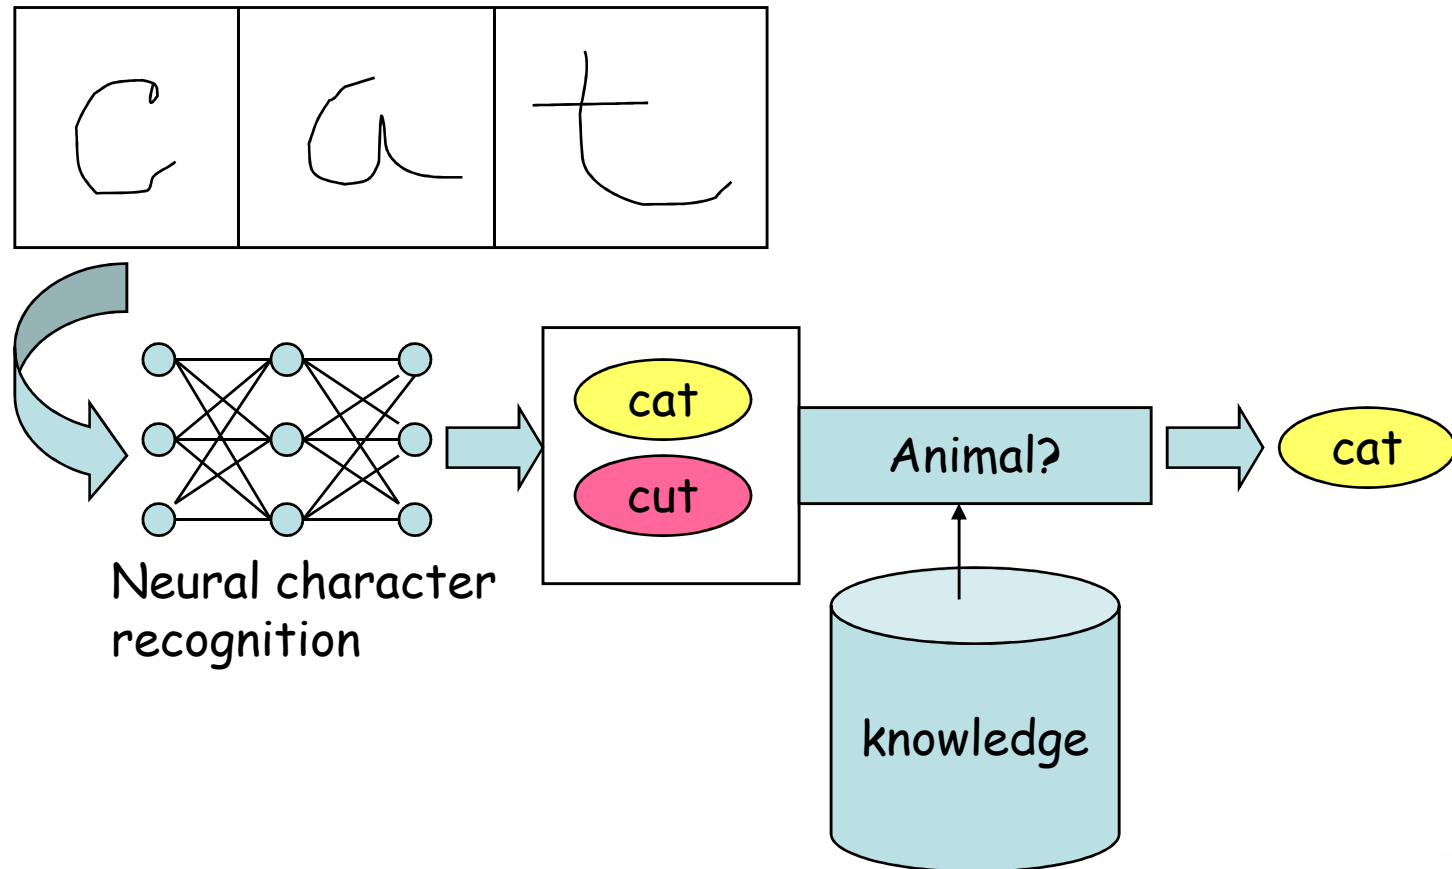 c a t
cat
cut
Animal?
cat
Neural character
recognition
knowledge